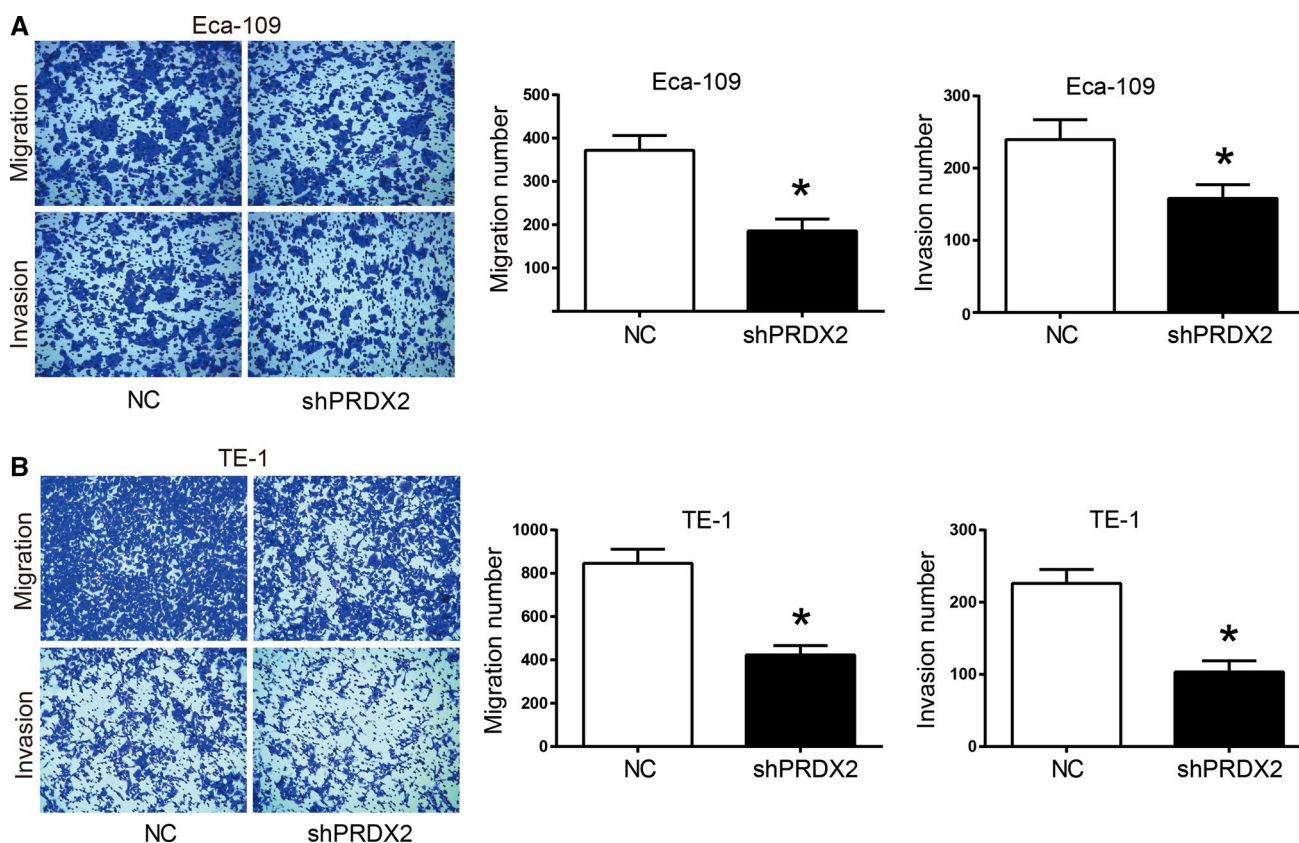 A
Eca-109
Migration
Invasion
NC
shPRDX2
Eca-109
Migration number
500
400
300
200
100
*
NC
shPRDX2
Eca-109
Invasion number
300
200
100
0
*
NC
shPRDX2
B
TE-1
Migration
Invasion
NC
shPRDX2
TE-1
Migration number
1000
800
600
400
200
0
*
NC
shPRDX2
TE-1
Invasion number
300
200
100
0
*
NC
shPRDX2